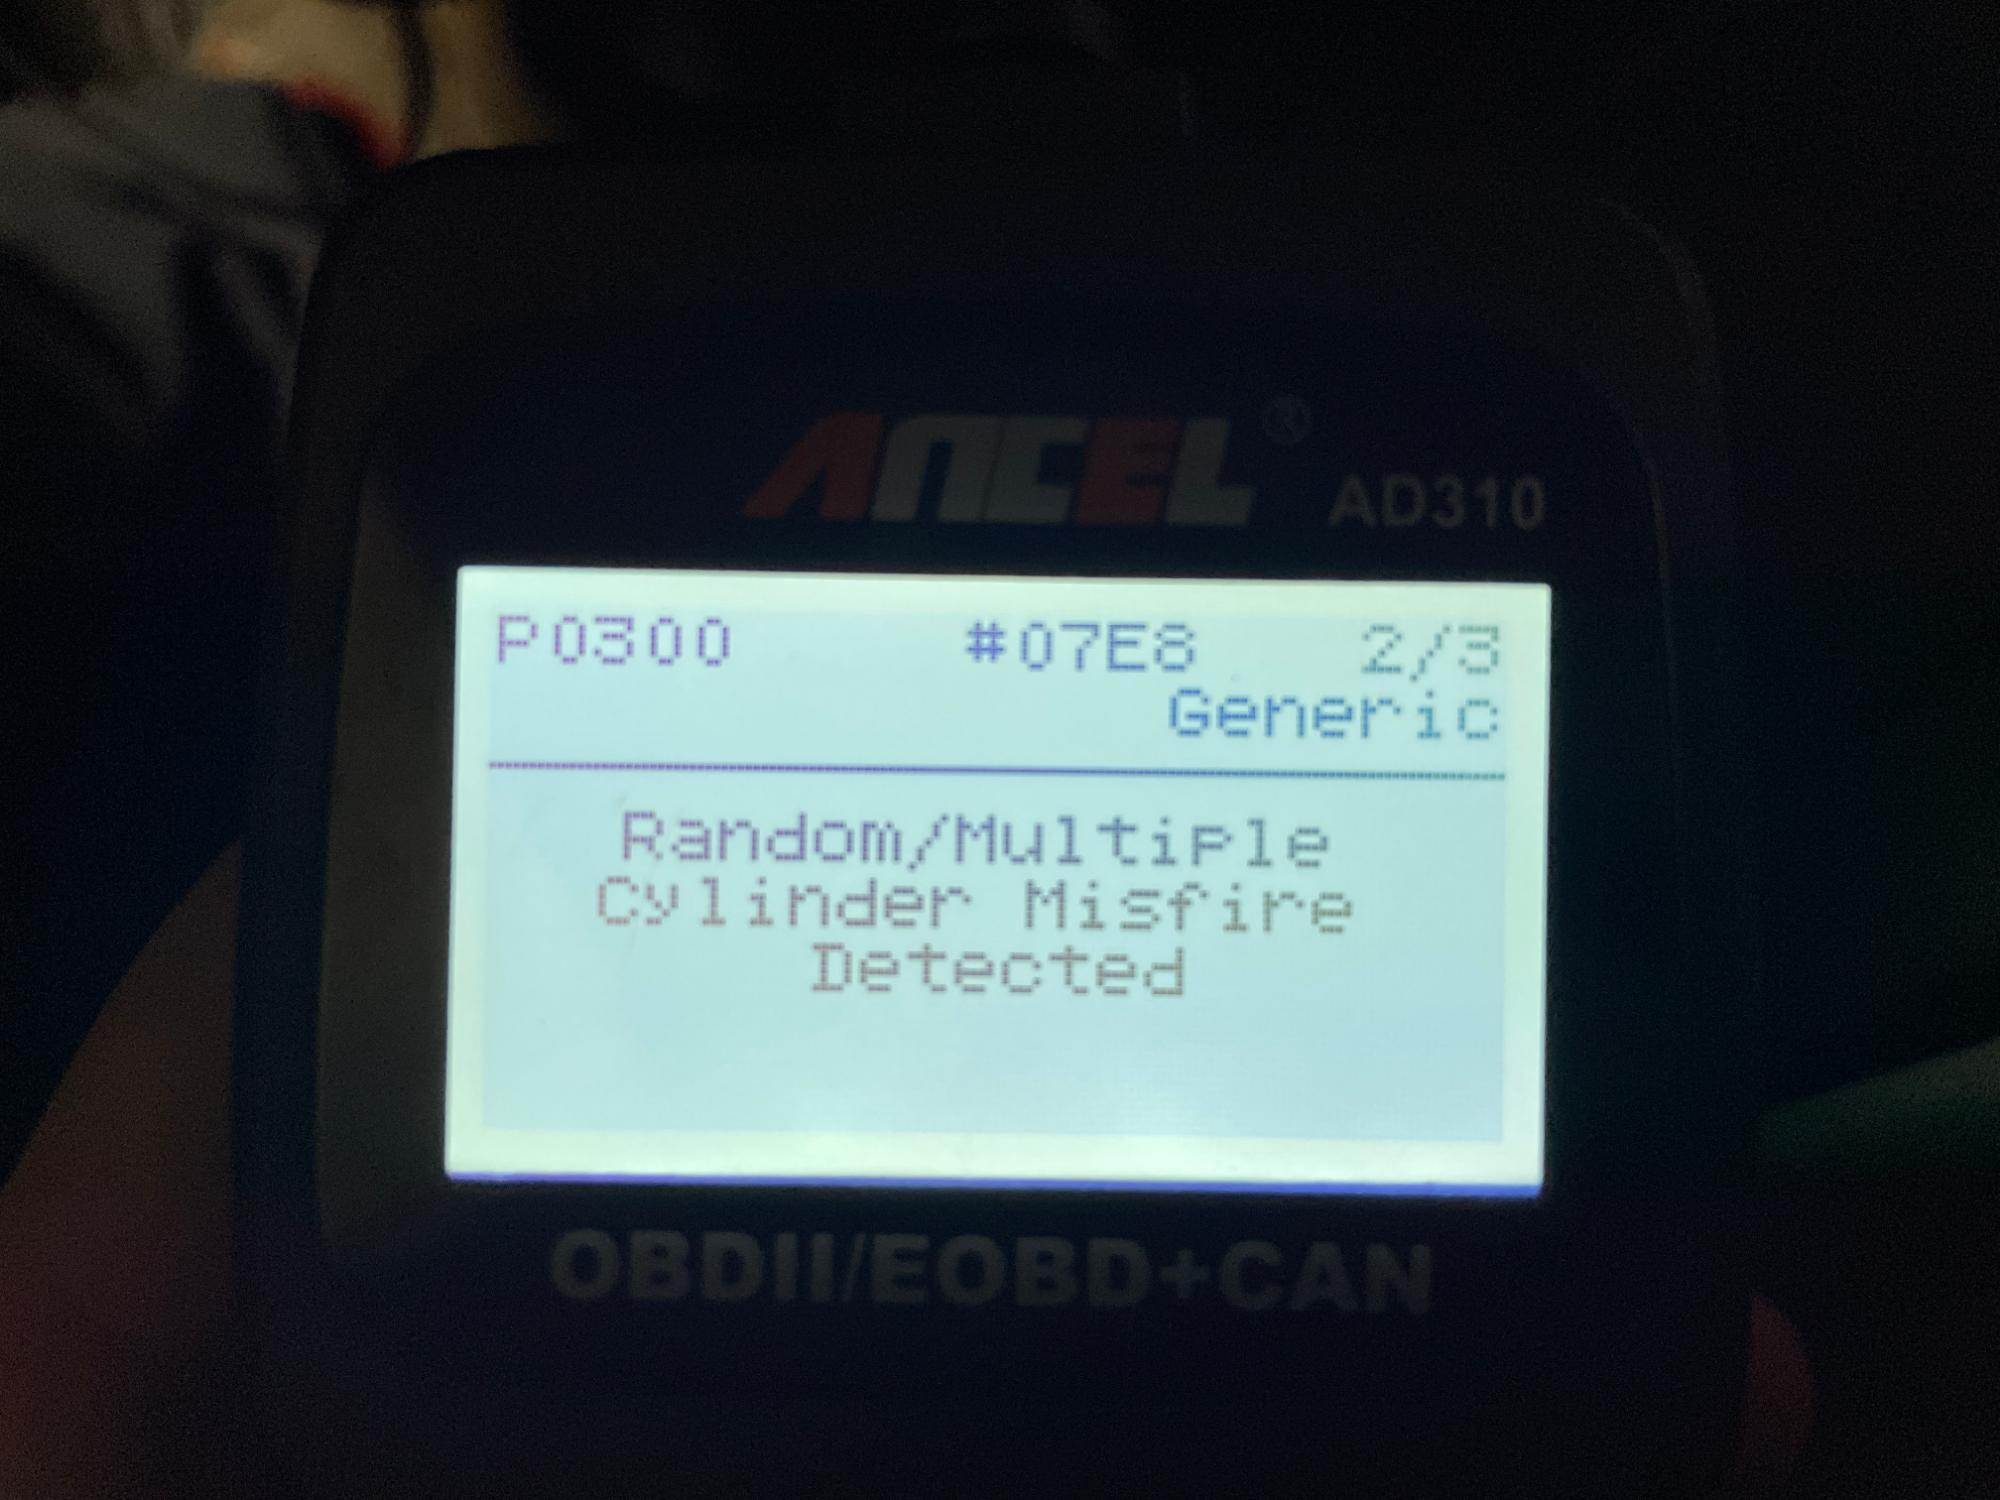 ANCEL® AD310
P0300 #07E8 2/3
Generic
Random/Multiple
Cylinder Misfire
Detected
OBDII/EOBD+CAN